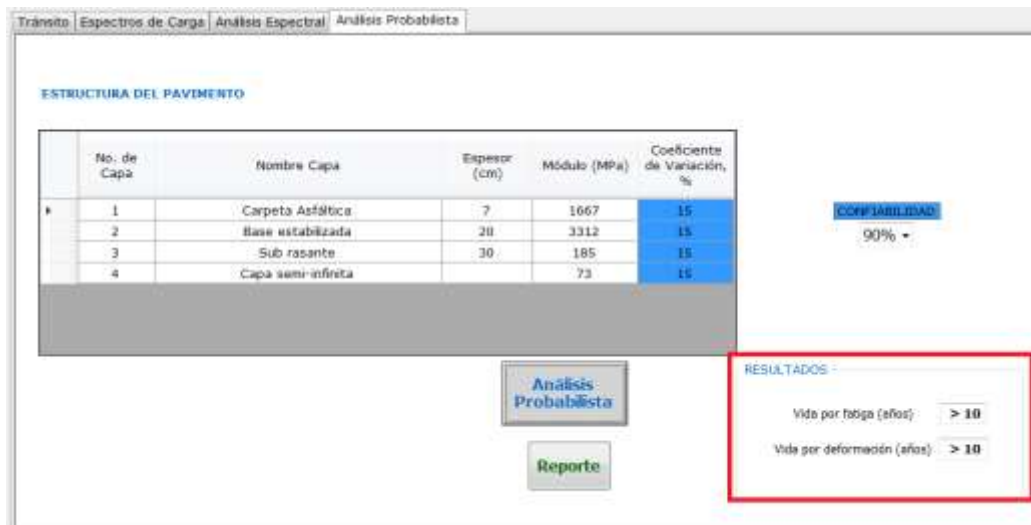 Tránsito Espectros de Carga Análisis Espectral Análisis Probabilista
ESTRUCTURA DEL PAVIMENTO
No. de Capa Nombre Capa Espesor (cm) Módulo (MPa) Coeficiente de Variación, %
1 Carpeta Asfáltica 7 1667 15
2 Base estabilizada 20 3312 15
3 Sub rasante 30 185 15
4 Capa semi-infinita 73 15
CONFIABILIDAD
90%
Análisis
Probabilista
Reporte
RESULTADOS
Vida por fatiga (años) > 10
Vida por deformación (años) > 10